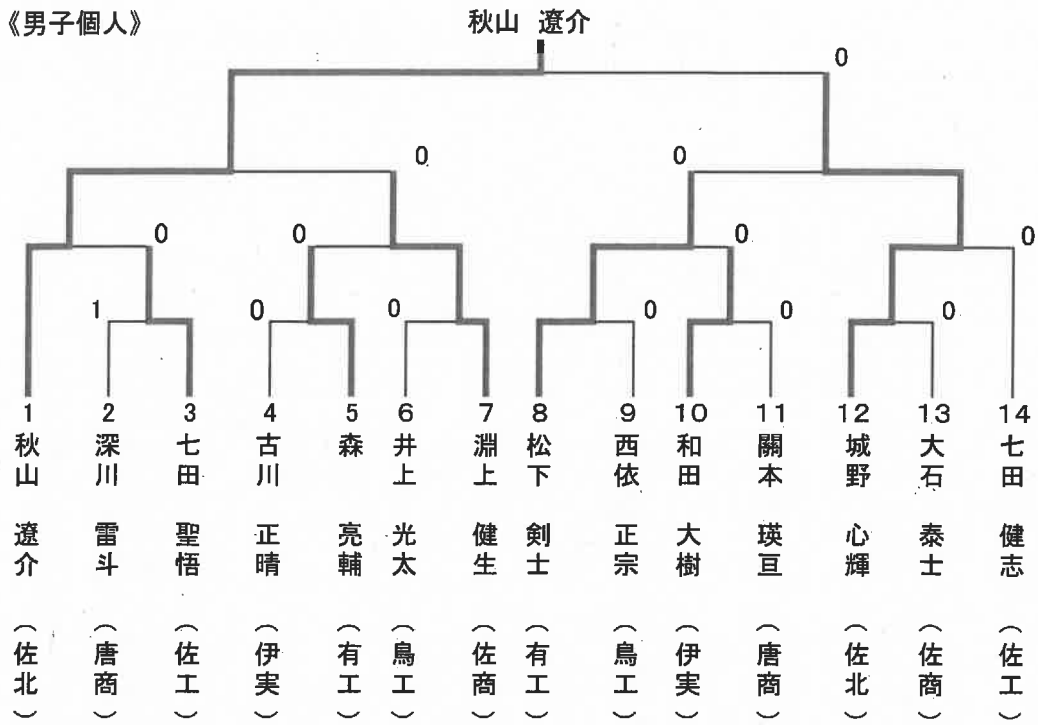 《男子個人》
秋山 遼介
0
0
0
0
0
0
0
1
0
0
0
0
0
1
2
3
4
5
6
7
8
9
10
11
12
13
14
秋山 遼介 （佐北）
深川 雷斗 （唐商）
七田 聖悟 （佐工）
古川 正晴 （伊実）
森 亮輔 （有工）
井上 光太 （鳥工）
淵上 健生 （佐商）
松下 剣士 （有工）
西依 正宗 （鳥工）
和田 大樹 （伊実）
關本 瑛亘 （唐商）
城野 心輝 （佐北）
大石 泰士 （佐商）
七田 健志 （佐工）